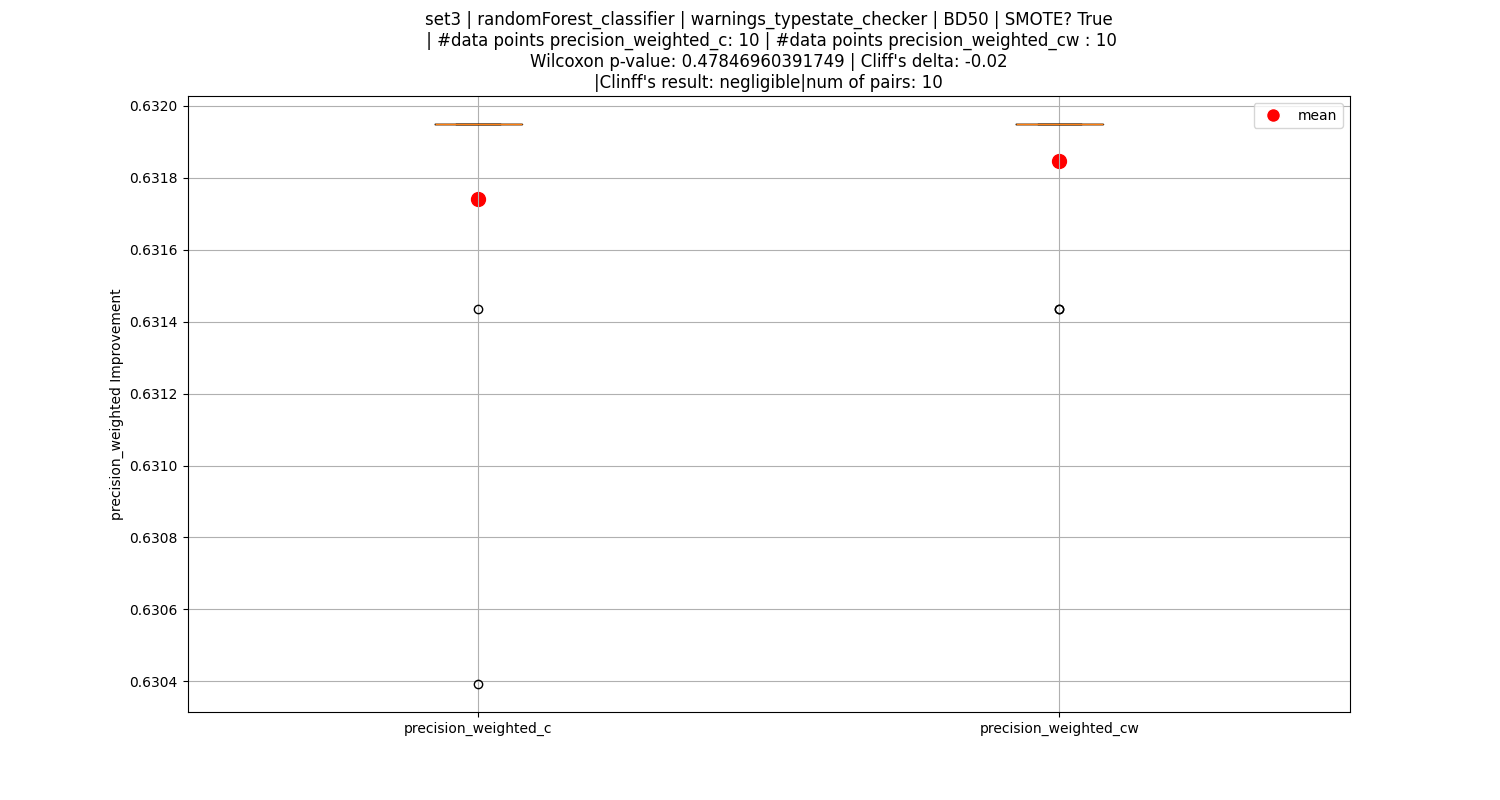 set3 | randomForest_classifier | warnings_typestate_checker | BD50 | SMOTE? True
| #data points precision_weighted_c: 10 | #data points precision_weighted_cw : 10
Wilcoxon p-value: 0.47846960391749 | Cliff's delta: -0.02
|Clinff's result: negligible|num of pairs: 10
mean
0.6320
0.6318
0.6316
0.6314
0.6312
0.6310
0.6308
0.6306
0.6304
precision_weighted Improvement
precision_weighted_c
precision_weighted_cw